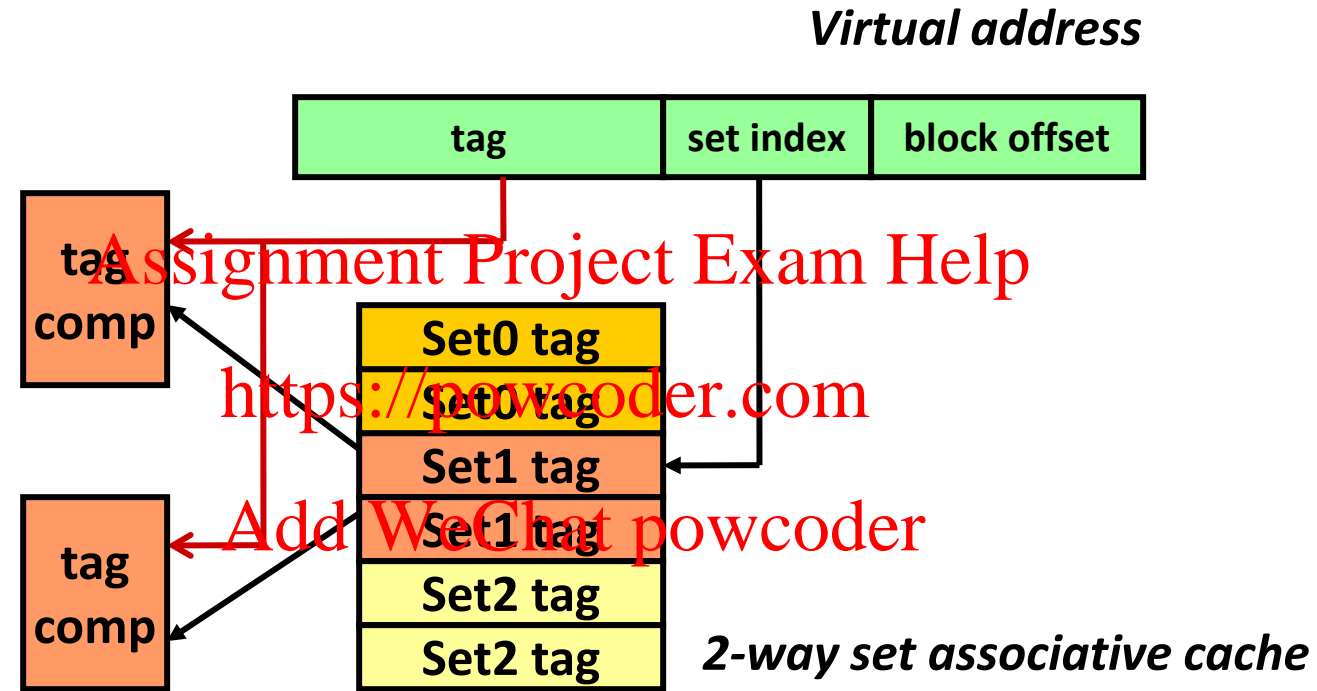 Virtual address
tag set index block offset
tag
comp
Assignment Project Exam Help
Set0 tag
https://powcoder.com
Set0 tag
Set1 tag
Add WeChat powcoder
Set1 tag
tag
comp
Set2 tag
Set2 tag
2-way set associative cache